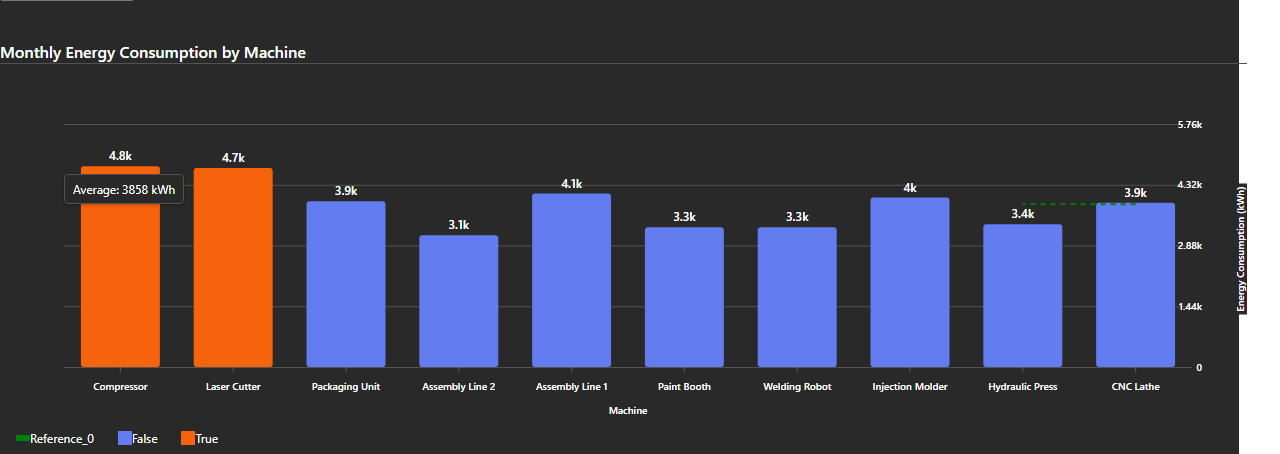 Monthly Energy Consumption by Machine
5.76k
4.8k
4.7k
4.1k
4k
3.9k
3.9k
4.32k
Average: 3858 kWh
3.4k
3.3k
3.3k
3.1k
2.88k
Energy Consumption (kWh)
1.44k
0
Compressor Laser Cutter Packaging Unit Assembly Line 2 Assembly Line 1 Paint Booth Welding Robot Injection Molder Hydraulic Press CNC Lathe
Machine
Reference_0 False True